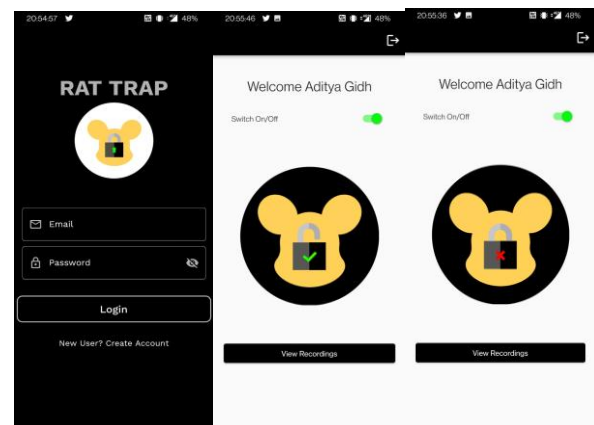 20:54:57
48%
RAT TRAP
Email
Password
Login
New User? Create Account
20:55:46
48%
Welcome Aditya Gidh
Switch On/Off
View Recordings
20:55:36
48%
Welcome Aditya Gidh
Switch On/Off
View Recordings